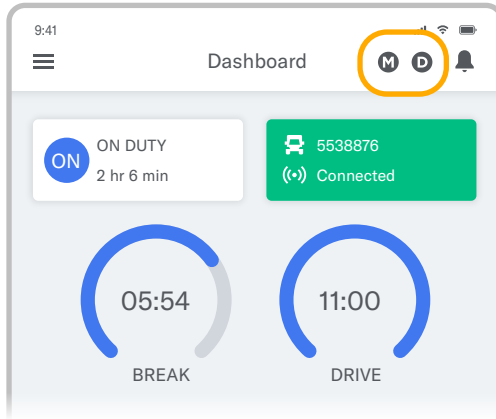 9:41
Dashboard
M D
ON
ON DUTY
2 hr 6 min
5538876
Connected
05:54
BREAK
11:00
DRIVE